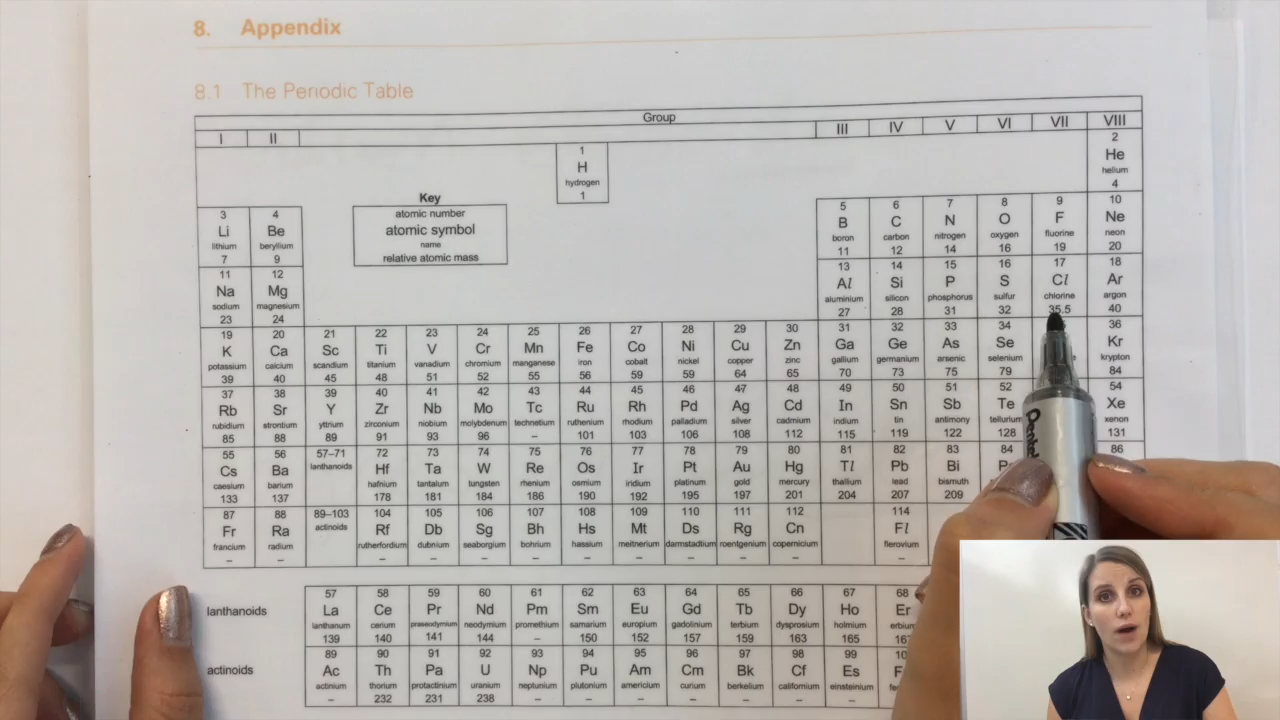 8. Appendix
8.1 The Periodic Table
Group
I II III IV V VI VII VIII
1 2
H He
hydrogen helium
1 4
Key
atomic number
atomic symbol
name
relative atomic mass
3 4 5 6 7 8 9 10
Li Be B C N O F Ne
lithium beryllium boron carbon nitrogen oxygen fluorine neon
7 9 11 12 14 16 19 20
11 12 13 14 15 16 17 18
Na Mg Al Si P S Cl Ar
sodium magnesium aluminium silicon phosphorus sulfur chlorine argon
23 24 27 28 31 32 35.5 40
19 20 21 22 23 24 25 26 27 28 29 30 31 32 33 34 36
K Ca Sc Ti V Cr Mn Fe Co Ni Cu Zn Ga Ge As Se Kr
potassium calcium scandium titanium vanadium chromium manganese iron cobalt nickel copper zinc gallium germanium arsenic selenium krypton
39 40 45 48 51 52 55 56 59 59 64 65 70 73 75 79 84
37 38 39 40 41 42 43 44 45 46 47 48 49 50 51 52 54
Rb Sr Y Zr Nb Mo Tc Ru Rh Pd Ag Cd In Sn Sb Te Xe
rubidium strontium yttrium zirconium niobium molybdenum technetium ruthenium rhodium palladium silver cadmium indium tin antimony tellurium xenon
85 88 89 91 93 96 – 101 103 106 108 112 115 119 122 128 131
55 56 57–71 72 73 74 75 76 77 78 79 80 81 82 83 84 86
Cs Ba lanthanoids Hf Ta W Re Os Ir Pt Au Hg Tl Pb Bi
caesium barium hafnium tantalum tungsten rhenium osmium iridium platinum gold mercury thallium lead bismuth
133 137 178 181 184 186 190 192 195 197 201 204 207 209
87 88 89–103 104 105 106 107 108 109 110 111 112 114
Fr Ra actinoids Rf Db Sg Bh Hs Mt Ds Rg Cn Fl
francium radium rutherfordium dubnium seaborgium bohrium hassium meitnerium darmstadtium roentgenium copernicium flerovium
– – – – – – – – – – – – –
57 58 59 60 61 62 63 64 65 66 67 68
lanthanoids La Ce Pr Nd Pm Sm Eu Gd Tb Dy Ho Er
lanthanum cerium praseodymium neodymium promethium samarium europium gadolinium terbium dysprosium holmium
139 140 141 144 – 150 152 157 159 163 165
89 90 91 92 93 94 95 96 97 98 99
actinoids Ac Th Pa U Np Pu Am Cm Bk Cf Es
actinium thorium protactinium uranium neptunium plutonium americium curium berkelium californium einsteinium
– 232 231 238 – – – – – – –
Pentel